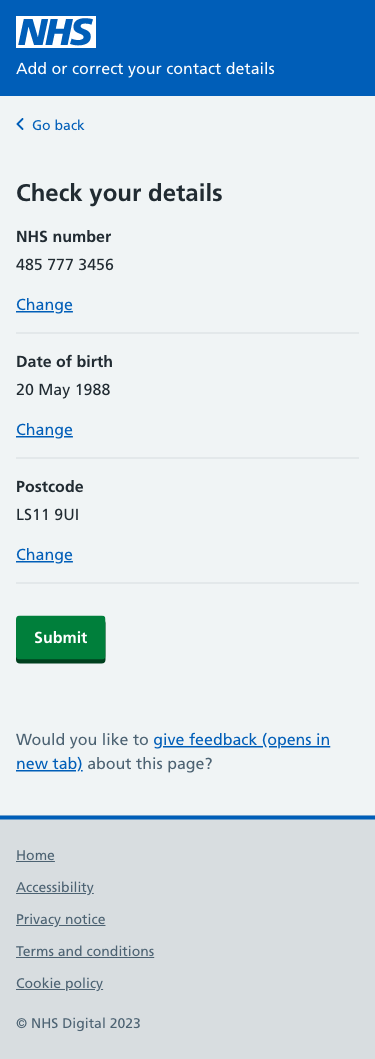 NHS
Add or correct your contact details
Go back
Check your details
NHS number
485 777 3456
Change
Date of birth
20 May 1988
Change
Postcode
LS11 9UI
Change
Submit
Would you like to give feedback (opens in
new tab) about this page?
Home
Accessibility
Privacy notice
Terms and conditions
Cookie policy
© NHS Digital 2023